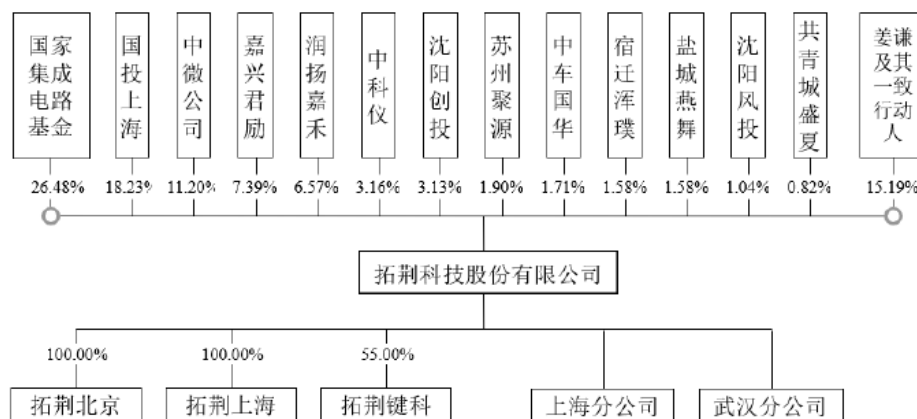 国家集成电路基金
国投上海
中微公司
嘉兴君励
润扬嘉禾
中科仪
沈阳创投
苏州聚源
中车国华
宿迁浑璞
盐城燕舞
沈阳风投
共青城盛夏
姜谦及其一致行动人
26.48% 18.23% 11.20% 7.39% 6.57% 3.16% 3.13% 1.90% 1.71% 1.58% 1.58% 1.04% 0.82% 15.19%
拓荆科技股份有限公司
100.00% 100.00% 55.00%
拓荆北京 拓荆上海 拓荆键科 上海分公司 武汉分公司